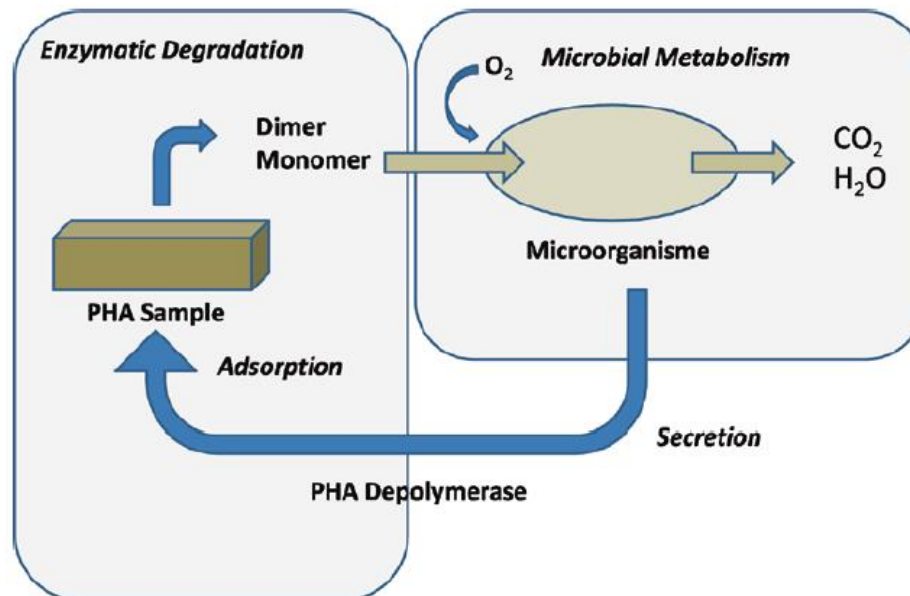 Enzymatic Degradation
Dimer
Monomer
PHA Sample
Adsorption
PHA Depolymerase
Secretion
O₂
Microbial Metabolism
Microorganisme
CO₂
H₂O